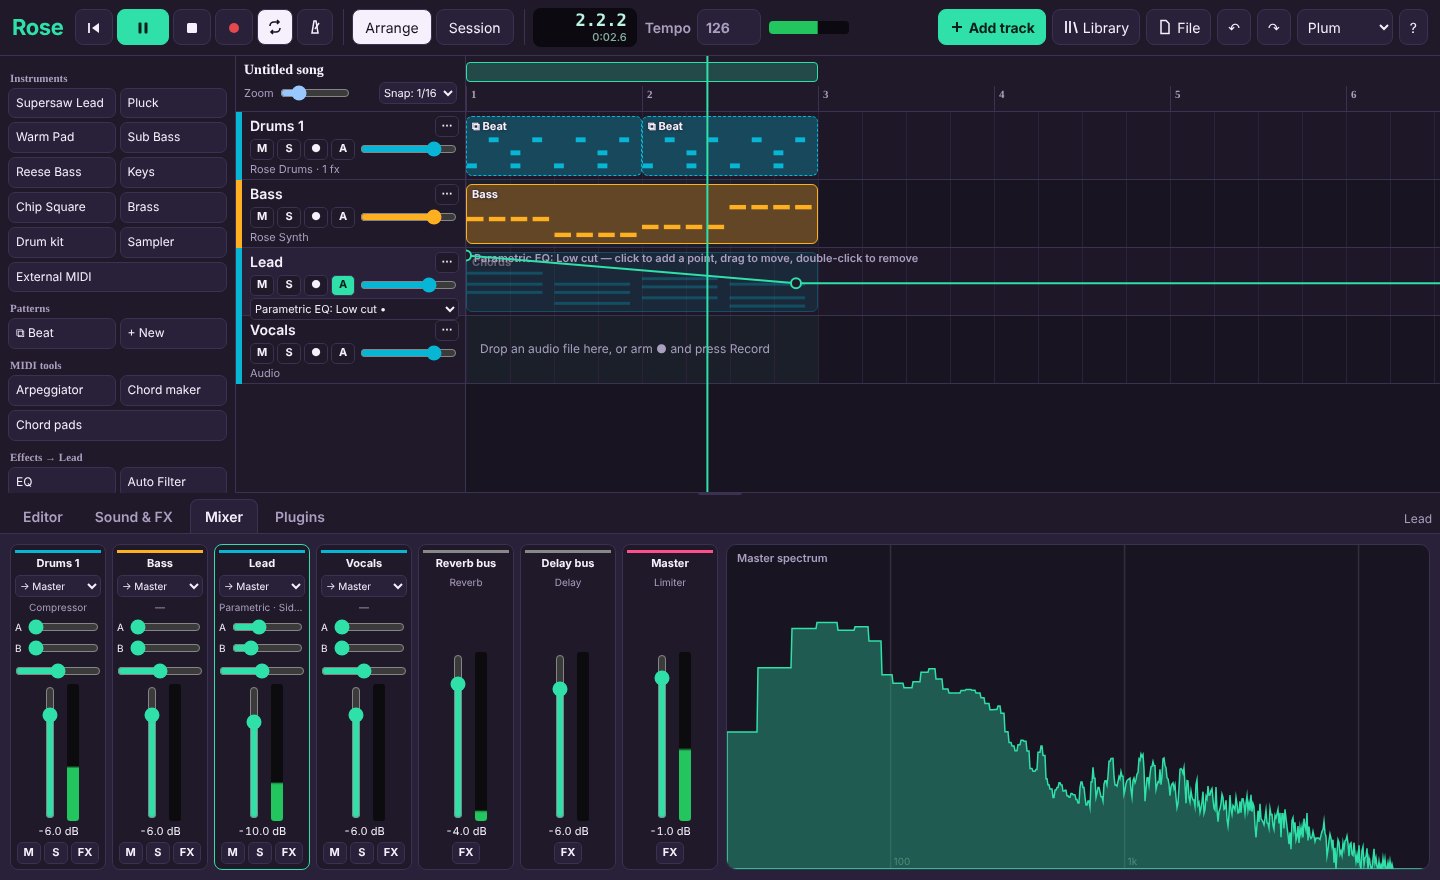 Rose
Arrange Session
2.2.2
0:02.6
Tempo 126
+ Add track Library File Plum ?
Instruments
Supersaw Lead Pluck
Warm Pad Sub Bass
Reese Bass Keys
Chip Square Brass
Drum kit Sampler
External MIDI
Patterns
Beat + New
MIDI tools
Arpeggiator Chord maker
Chord pads
Effects → Lead
EQ Auto Filter
Untitled song
Zoom Snap: 1/16
1 2 3 4 5 6
Drums 1 ...
M S A
Rose Drums · 1 fx
Beat Beat
Bass ...
M S A
Rose Synth
Bass
Lead ...
M S A
Parametric EQ: Low cut •
Chords
Parametric EQ: Low cut — click to add a point, drag to move, double-click to remove
Vocals ...
M S A
Audio
Drop an audio file here, or arm ● and press Record
Editor Sound & FX Mixer Plugins Lead
Drums 1 Bass Lead Vocals Reverb bus Delay bus Master
→ Master → Master → Master → Master Reverb Delay Limiter
Compressor — Parametric · Sid... —
A A A A
B B B B
-6.0 dB -6.0 dB -10.0 dB -6.0 dB -4.0 dB -6.0 dB -1.0 dB
M S FX M S FX M S FX M S FX FX FX FX
Master spectrum
100 1k